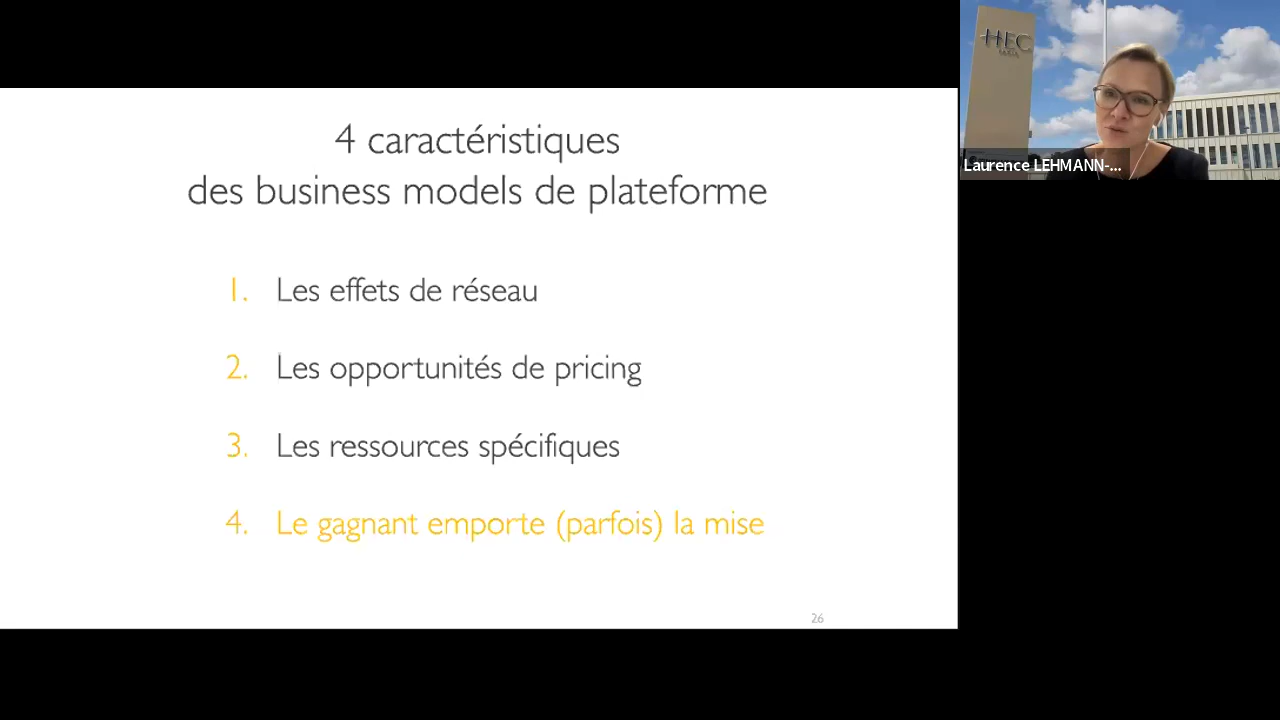 4 caractéristiques
des business models de plateforme
1. Les effets de réseau
2. Les opportunités de pricing
3. Les ressources spécifiques
4. Le gagnant emporte (parfois) la mise
26
HEC
PARIS
Laurence LEHMANN-...